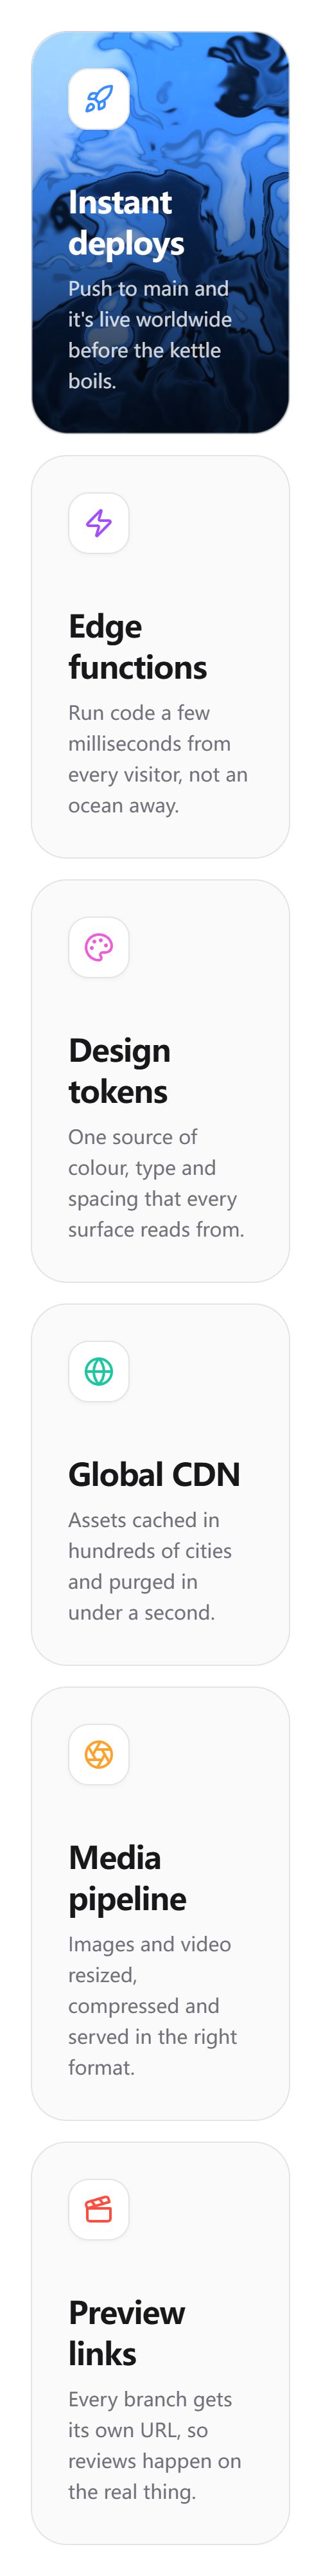 Instant
deploys
Push to main and
it's live worldwide
before the kettle
boils.
Edge
functions
Run code a few
milliseconds from
every visitor, not an
ocean away.
Design
tokens
One source of
colour, type and
spacing that every
surface reads from.
Global CDN
Assets cached in
hundreds of cities
and purged in
under a second.
Media
pipeline
Images and video
resized,
compressed and
served in the right
format.
Preview
links
Every branch gets
its own URL, so
reviews happen on
the real thing.